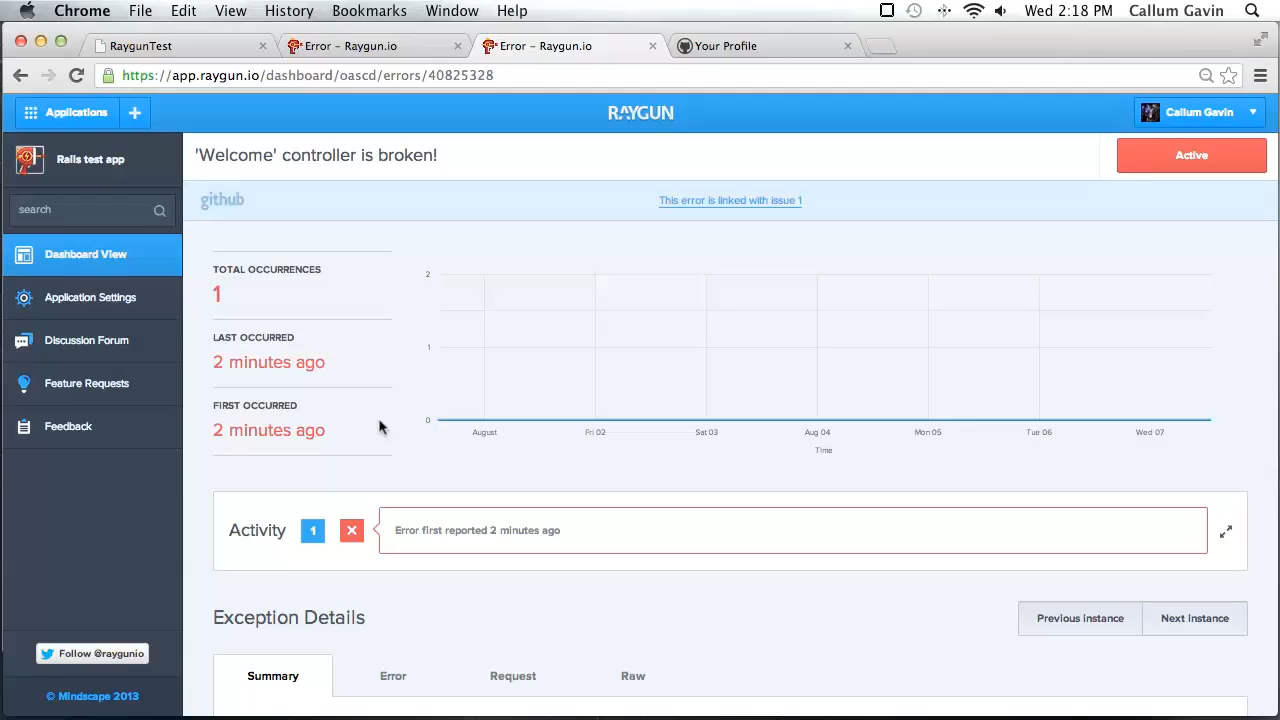 Chrome File Edit View History Bookmarks Window Help Wed 2:18 PM Callum Gavin
RaygunTest Error - Raygun.io Error - Raygun.io Your Profile
https://app.raygun.io/dashboard/oascd/errors/40825328
Applications + RAYGUN Callum Gavin
Rails test app
'Welcome' controller is broken!
Active
search
github
This error is linked with issue 1
Dashboard View
Application Settings
Discussion Forum
Feature Requests
Feedback
TOTAL OCCURRENCES
1
LAST OCCURRED
2 minutes ago
FIRST OCCURRED
2 minutes ago
2
1
0
August Fri 02 Sat 03 Aug 04 Mon 05 Tue 06 Wed 07
Time
Activity 1 Error first reported 2 minutes ago
Exception Details
Previous instance Next instance
Summary Error Request Raw
Follow @raygunio
© Mindscape 2013